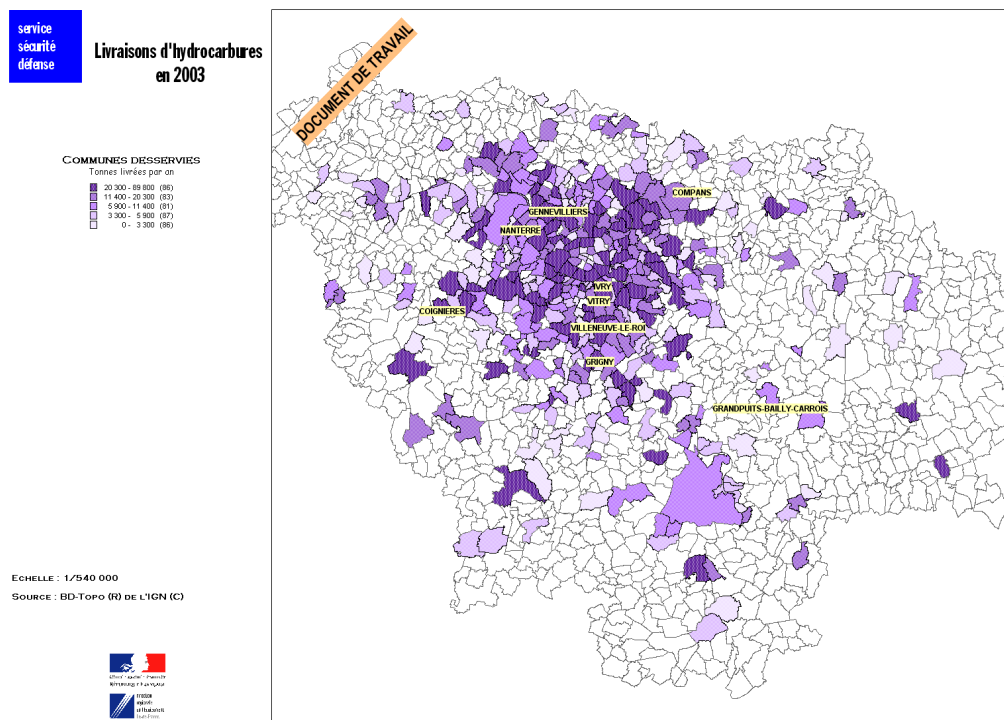 service
sécurité
défense
Livraisons d'hydrocarbures
en 2003
DOCUMENT DE TRAVAIL
COMMUNES DESSERVIES
Tonnes livrées par an
20 300 - 89 800 (86)
11 400 - 20 300 (83)
5 900 - 11 400 (81)
3 300 - 5 900 (87)
0 - 3 300 (86)
COMPANS
GENNEVILLIERS
NANTERRE
IVRY
VITRY
COIGNIERES
VILLENEUVE-LE-ROI
GRIGNY
GRANDPUITS-BAILLY-CARROIS
ECHELLE : 1/540 000
SOURCE : BD-TOPO (R) DE L'IGN (C)